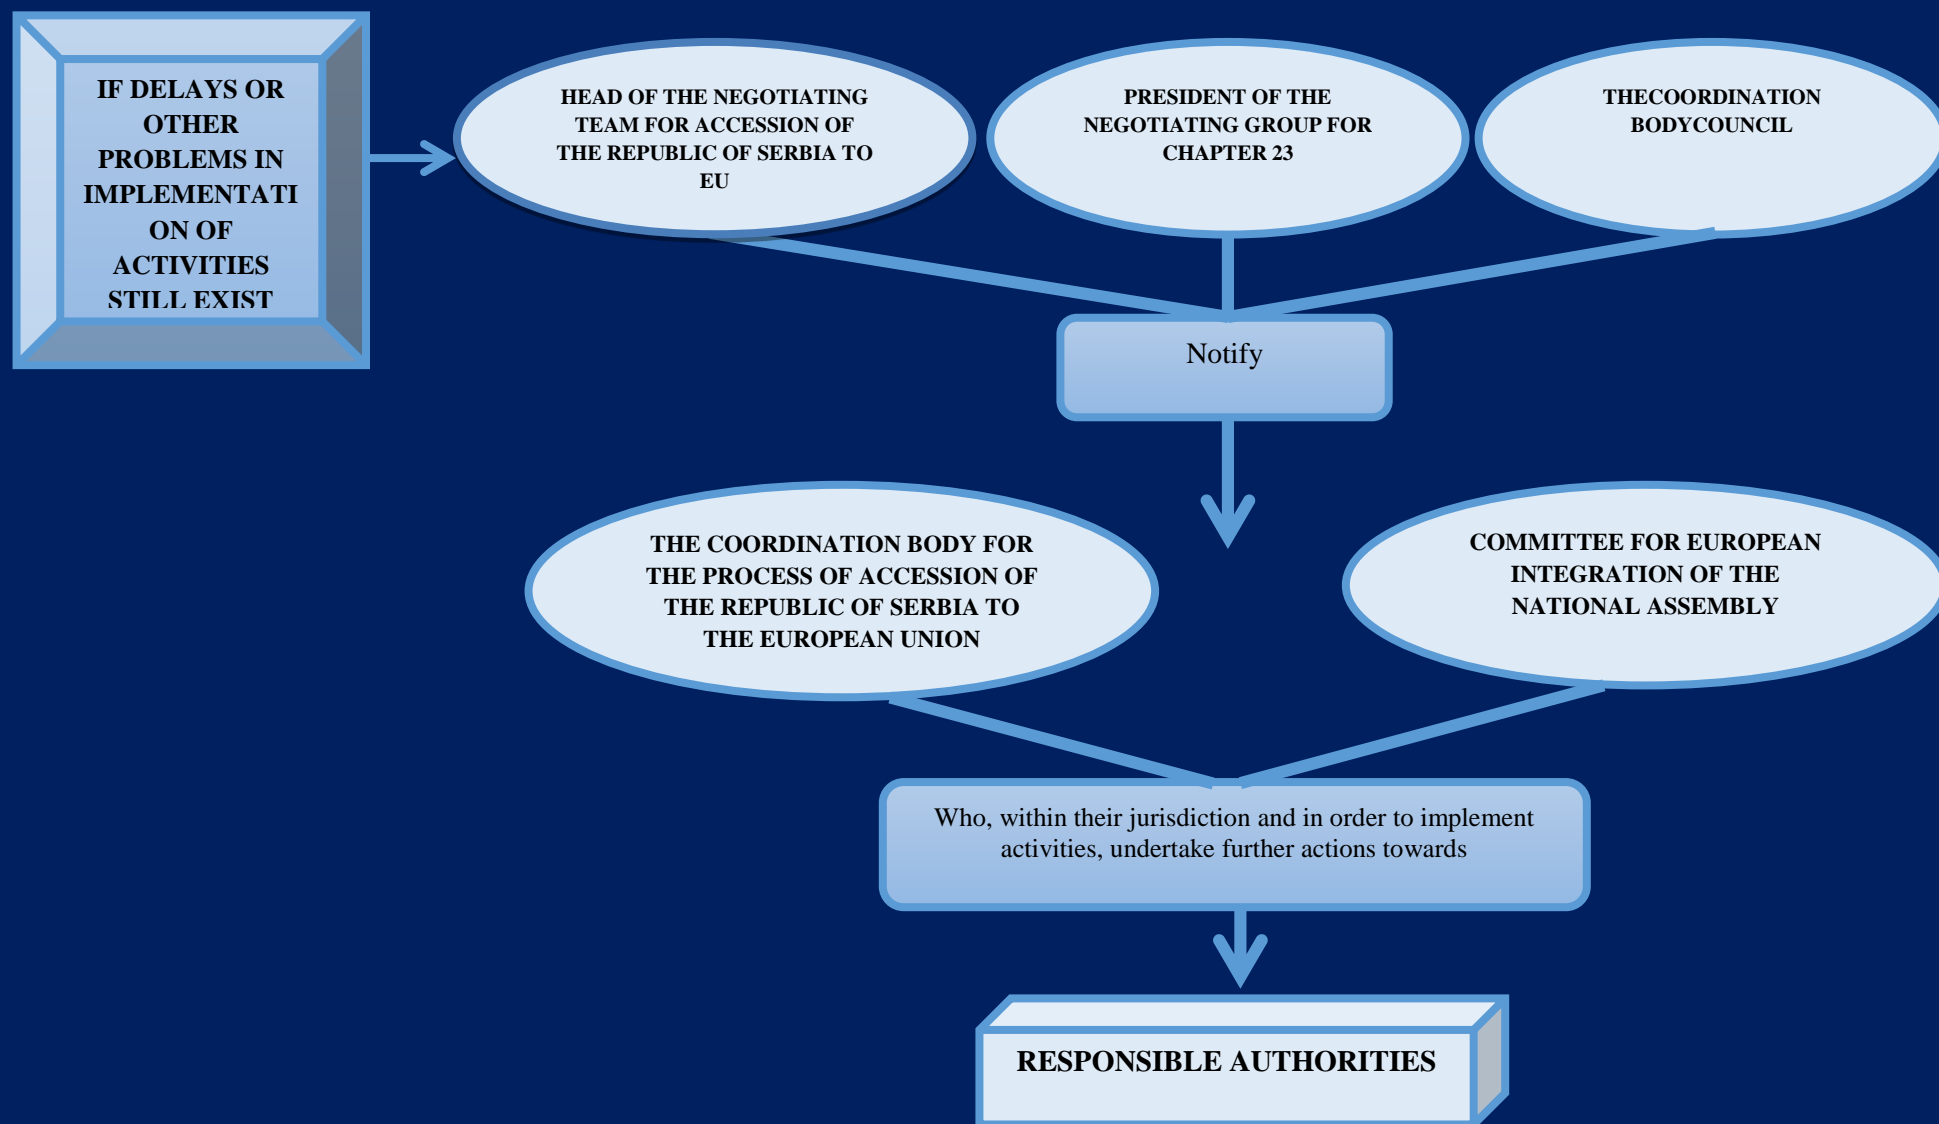 IF DELAYS OR
OTHER
PROBLEMS IN
IMPLEMENTATI
ON OF
ACTIVITIES
STILL EXIST
HEAD OF THE NEGOTIATING
TEAM FOR ACCESSION OF
THE REPUBLIC OF SERBIA TO
EU
PRESIDENT OF THE
NEGOTIATING GROUP FOR
CHAPTER 23
THECOORDINATION
BODYCOUNCIL
Notify
THE COORDINATION BODY FOR
THE PROCESS OF ACCESSION OF
THE REPUBLIC OF SERBIA TO
THE EUROPEAN UNION
COMMITTEE FOR EUROPEAN
INTEGRATION OF THE
NATIONAL ASSEMBLY
Who, within their jurisdiction and in order to implement
activities, undertake further actions towards
RESPONSIBLE AUTHORITIES